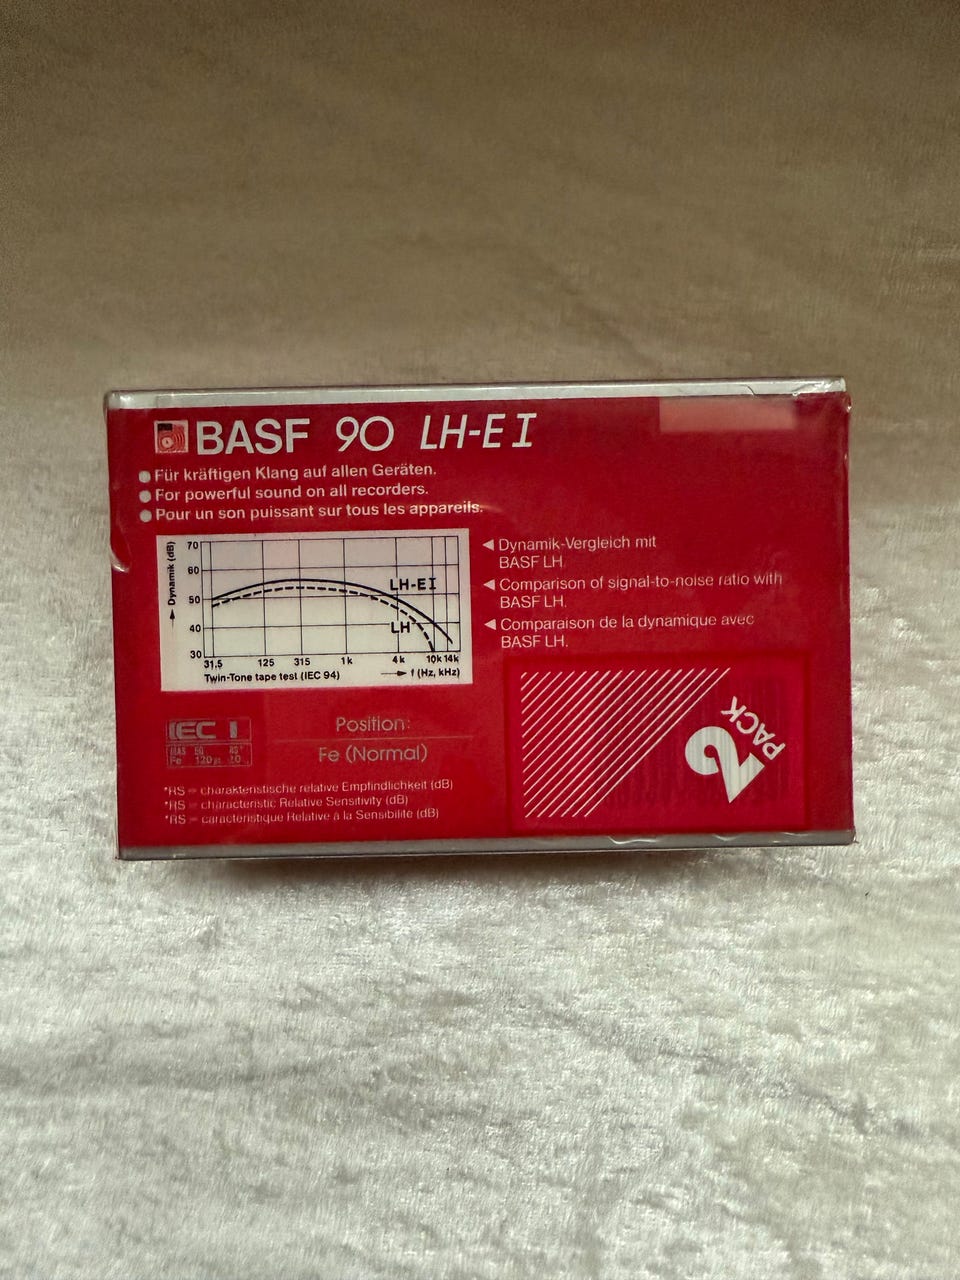 BASF 90 LH-E I
Für kräftigen Klang auf allen Geräten.
For powerful sound on all recorders.
Pour un son puissant sur tous les appareils.
Dynamik (dB)
70
60
50
40
30
LH-EI
LH
31,5 125 315 1k 4k 10k 14k
Twin-Tone tape test (IEC 94) f (Hz, kHz)
Dynamik-Vergleich mit
BASF LH.
Comparison of signal-to-noise ratio with
BASF LH.
Comparaison de la dynamique avec
BASF LH.
IEC I
Fe 120µs
Position:
Fe (Normal)
*RS = charakteristische relative Empfindlichkeit (dB)
*RS = characteristic Relative Sensitivity (dB)
*RS = caractéristique Relative à la Sensibilité (dB)
2
PACK